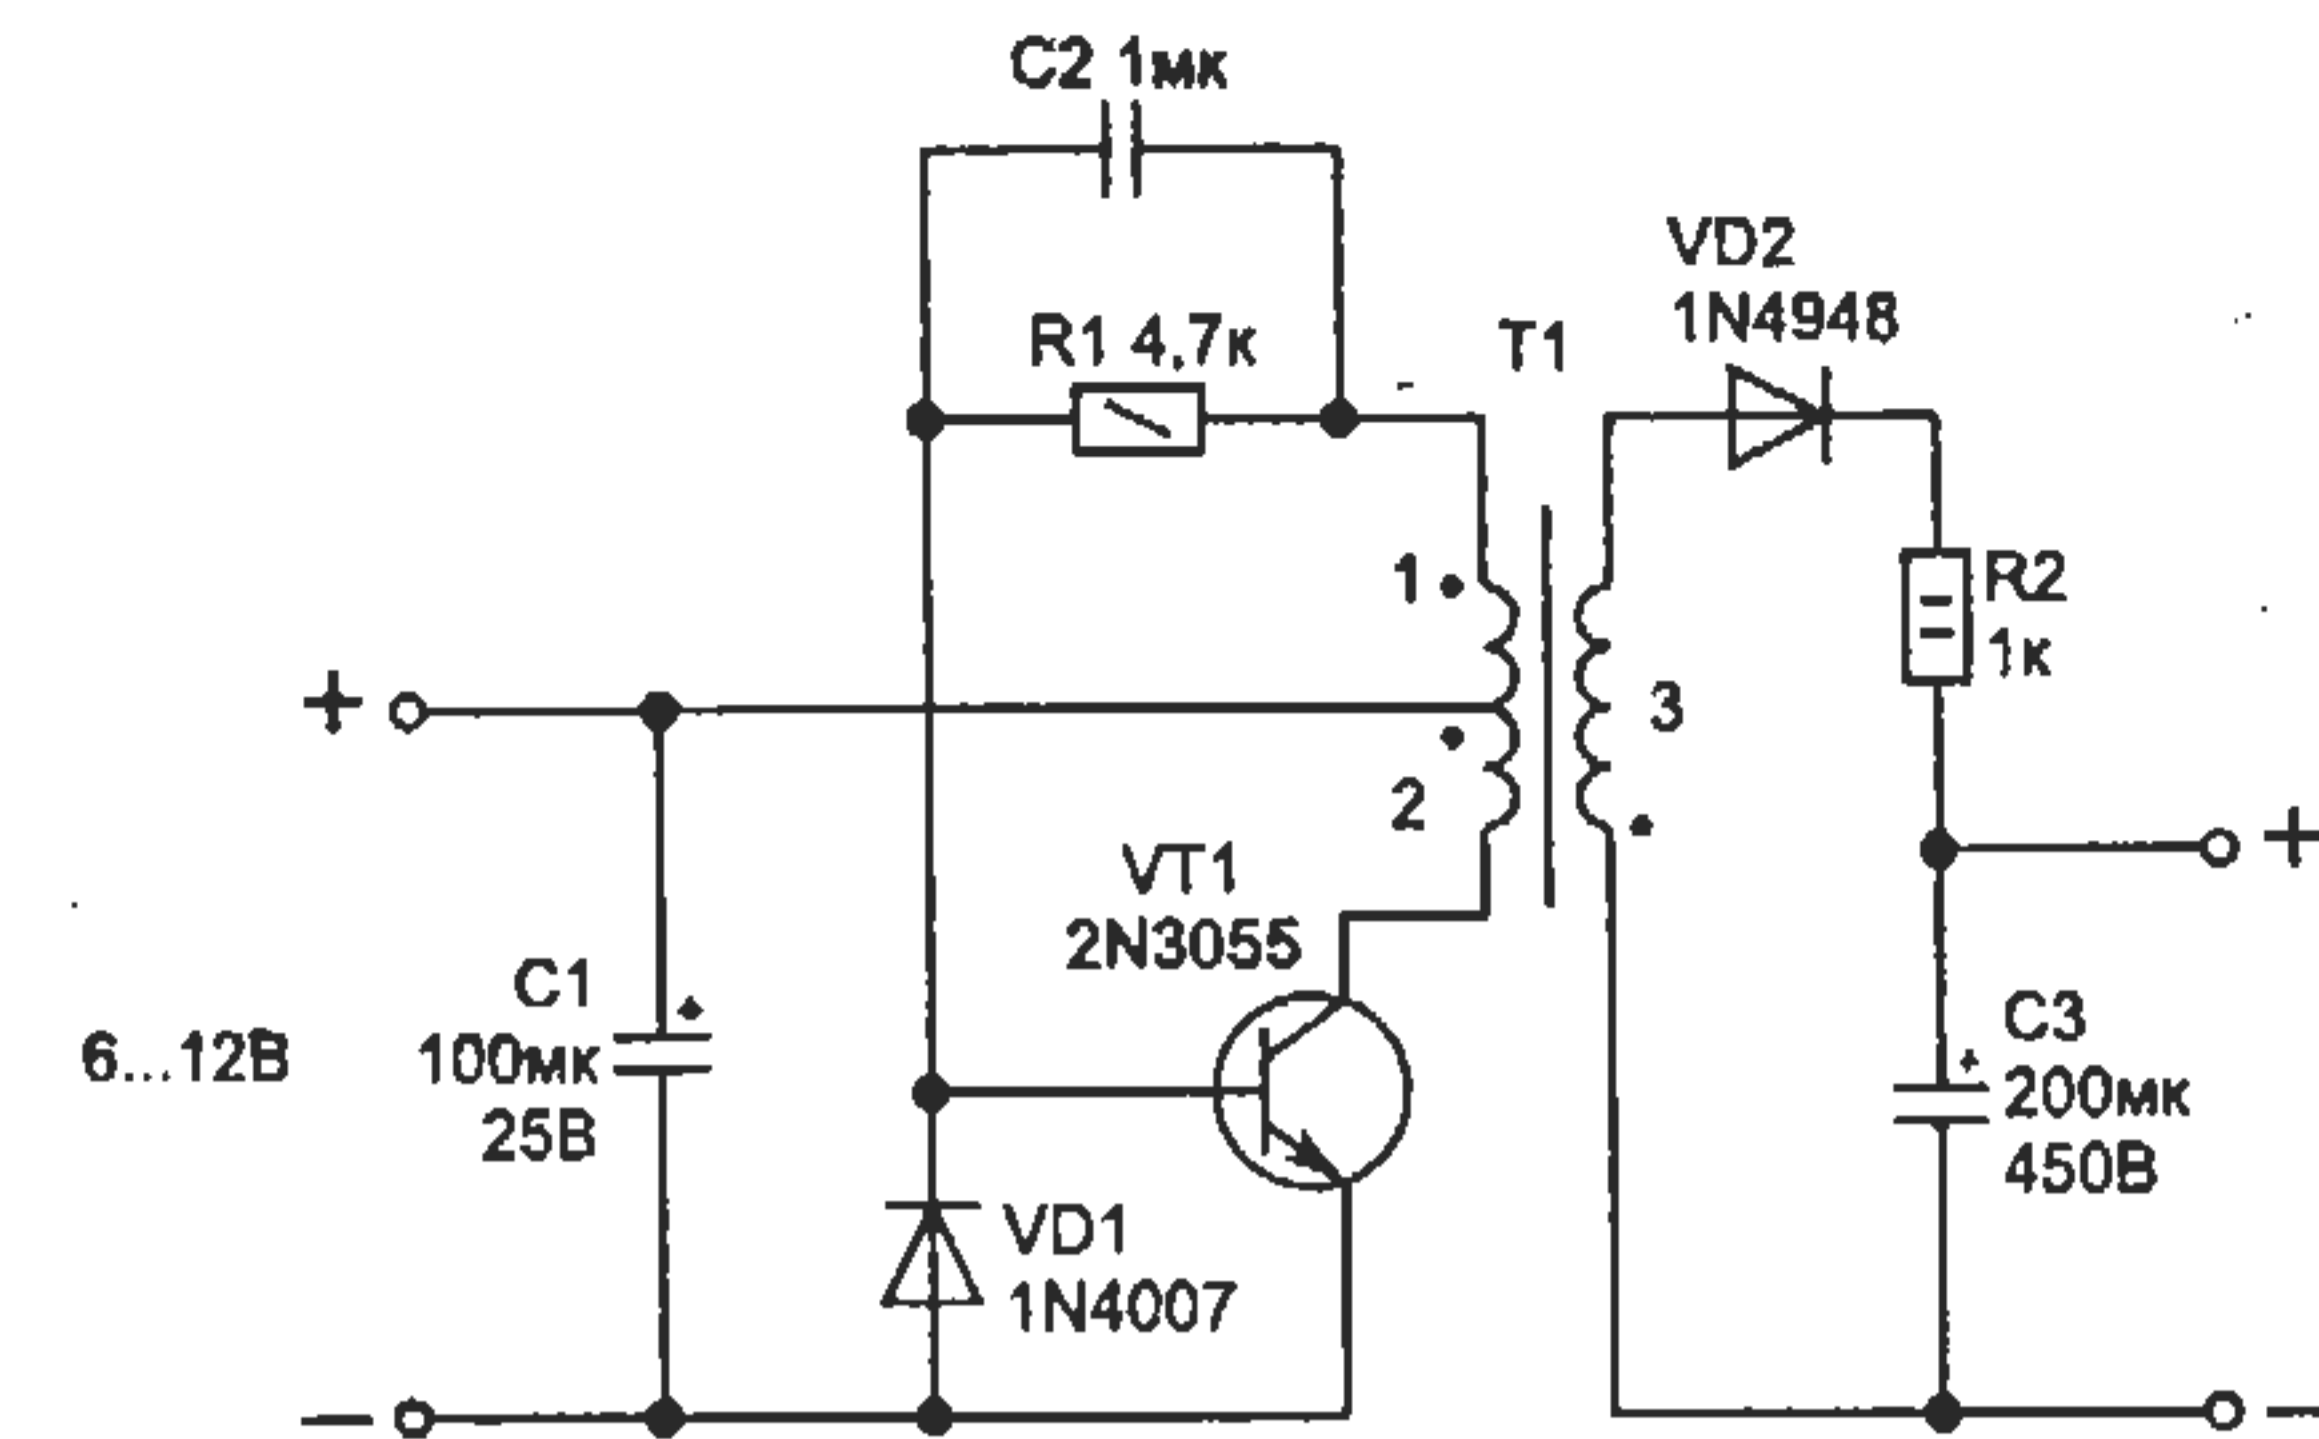 C2 1мк
R1 4,7к
VD2
1N4948
T1
1
R2
1к
+
3
2
+
VT1
2N3055
C1
100мк
25В
6...12В
+
C3
200мк
450В
VD1
1N4007
−
−